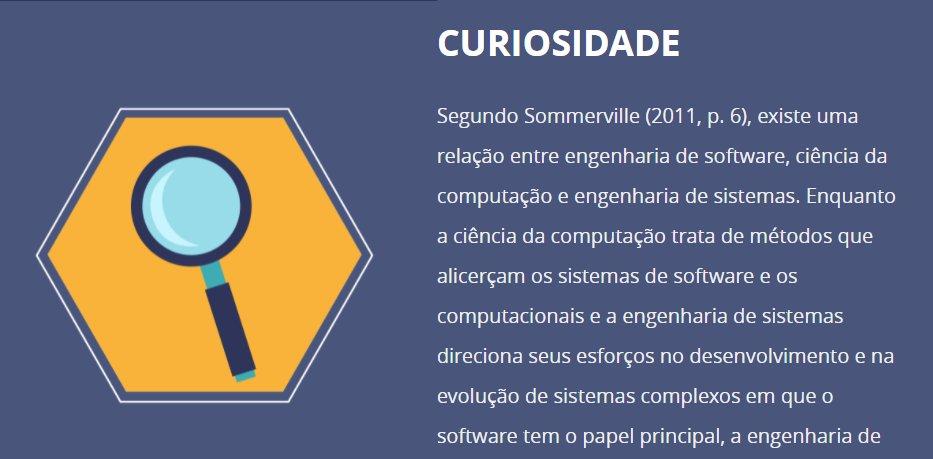 CURIOSIDADE
Segundo Sommerville (2011, p. 6), existe uma
relação entre engenharia de software, ciência da
computação e engenharia de sistemas. Enquanto
a ciência da computação trata de métodos que
alicerçam os sistemas de software e os
computacionais e a engenharia de sistemas
direciona seus esforços no desenvolvimento e na
evolução de sistemas complexos em que o
software tem o papel principal, a engenharia de